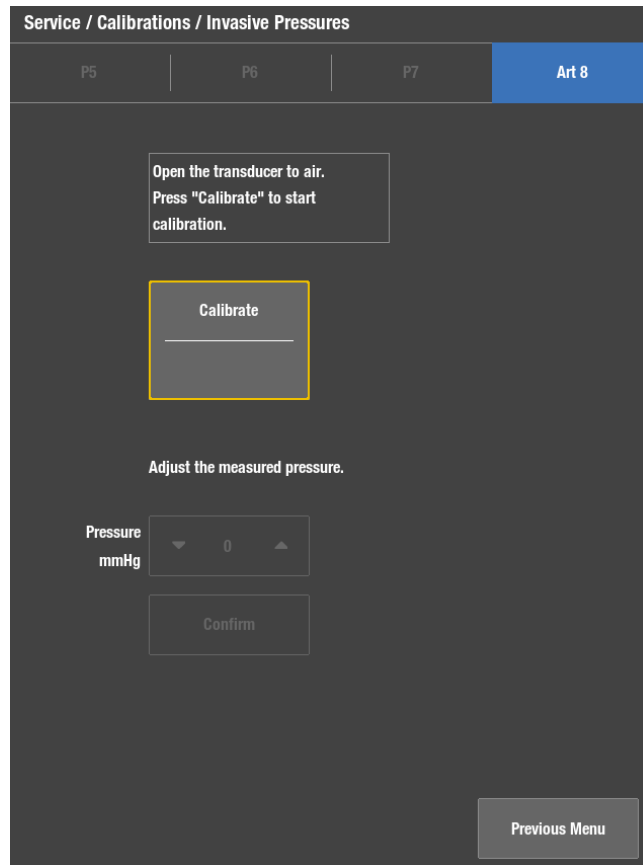 Service / Calibrations / Invasive Pressures
P5 P6 P7 Art 8
Open the transducer to air.
Press "Calibrate" to start
calibration.
Calibrate
Adjust the measured pressure.
Pressure
mmHg
0
Confirm
Previous Menu